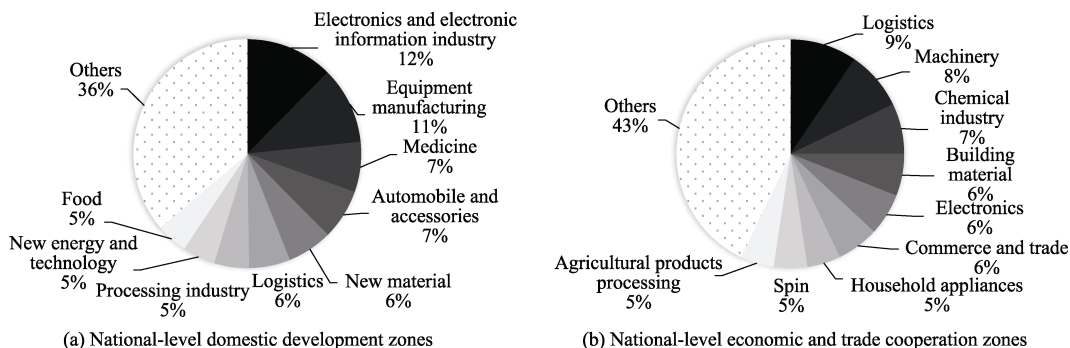 Electronics and electronic
information industry
12%
Equipment
manufacturing
11%
Medicine
7%
Automobile and
accessories
7%
New material
6%
Logistics
6%
Processing industry
5%
New energy and
technology
5%
Food
5%
Others
36%
(a) National-level domestic development zones
Logistics
9%
Machinery
8%
Chemical
industry
7%
Building
material
6%
Electronics
6%
Commerce and trade
6%
Household appliances
5%
Spin
5%
Agricultural products
processing
5%
Others
43%
(b) National-level economic and trade cooperation zones